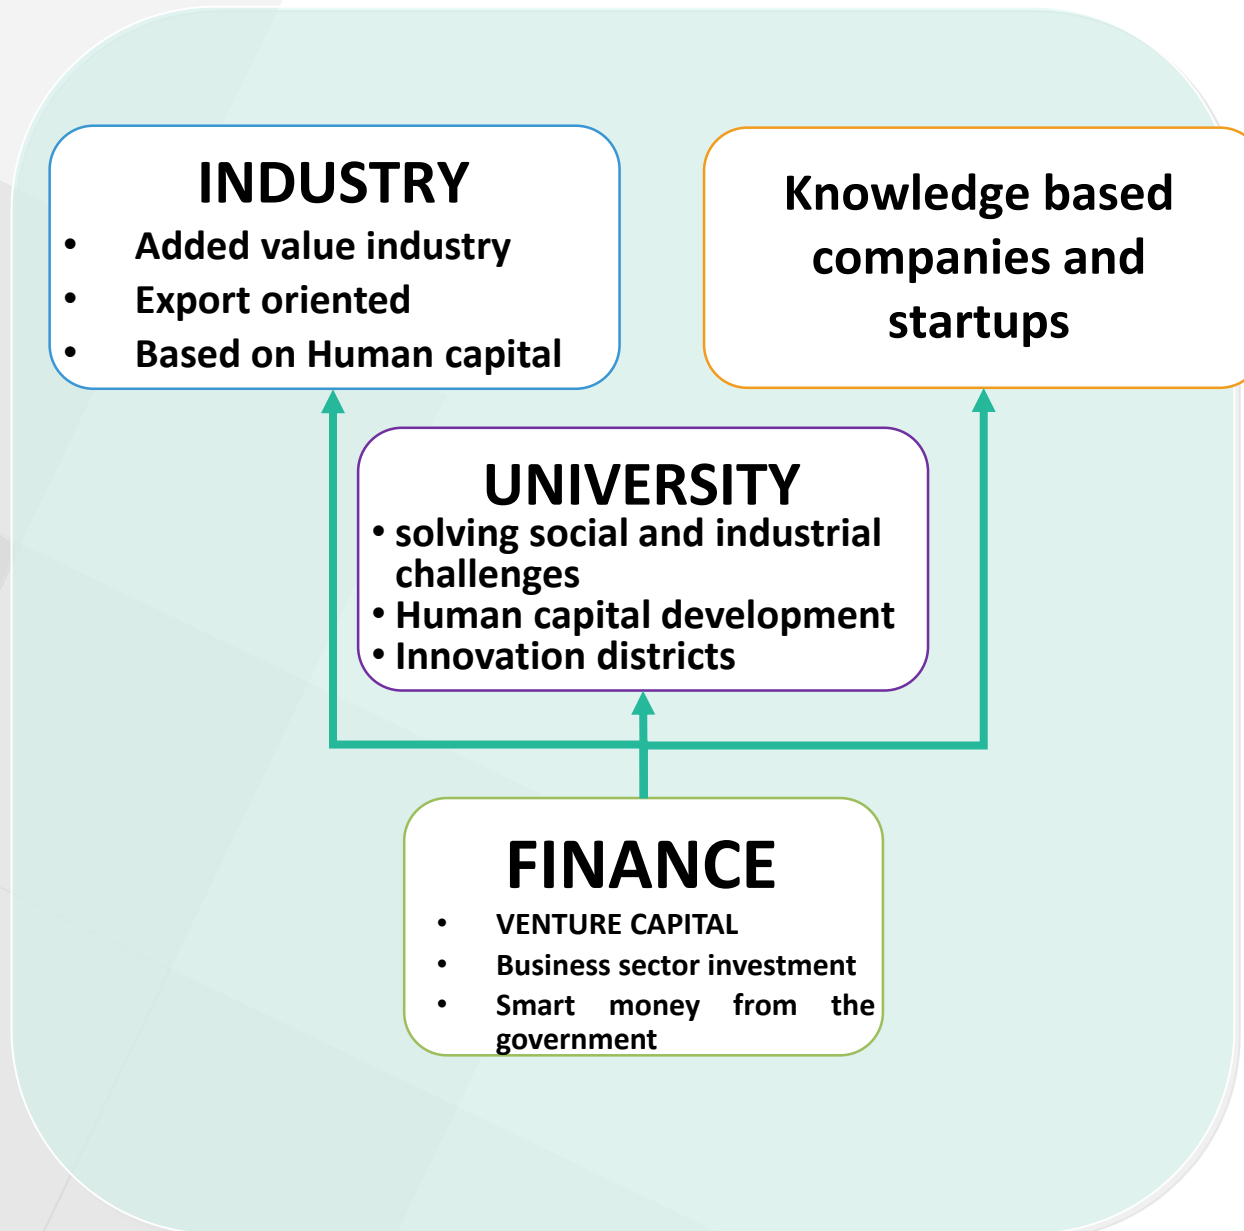 INDUSTRY
• Added value industry
• Export oriented
• Based on Human capital
Knowledge based
companies and
startups
UNIVERSITY
• solving social and industrial
challenges
• Human capital development
• Innovation districts
FINANCE
• VENTURE CAPITAL
• Business sector investment
• Smart money from the
government